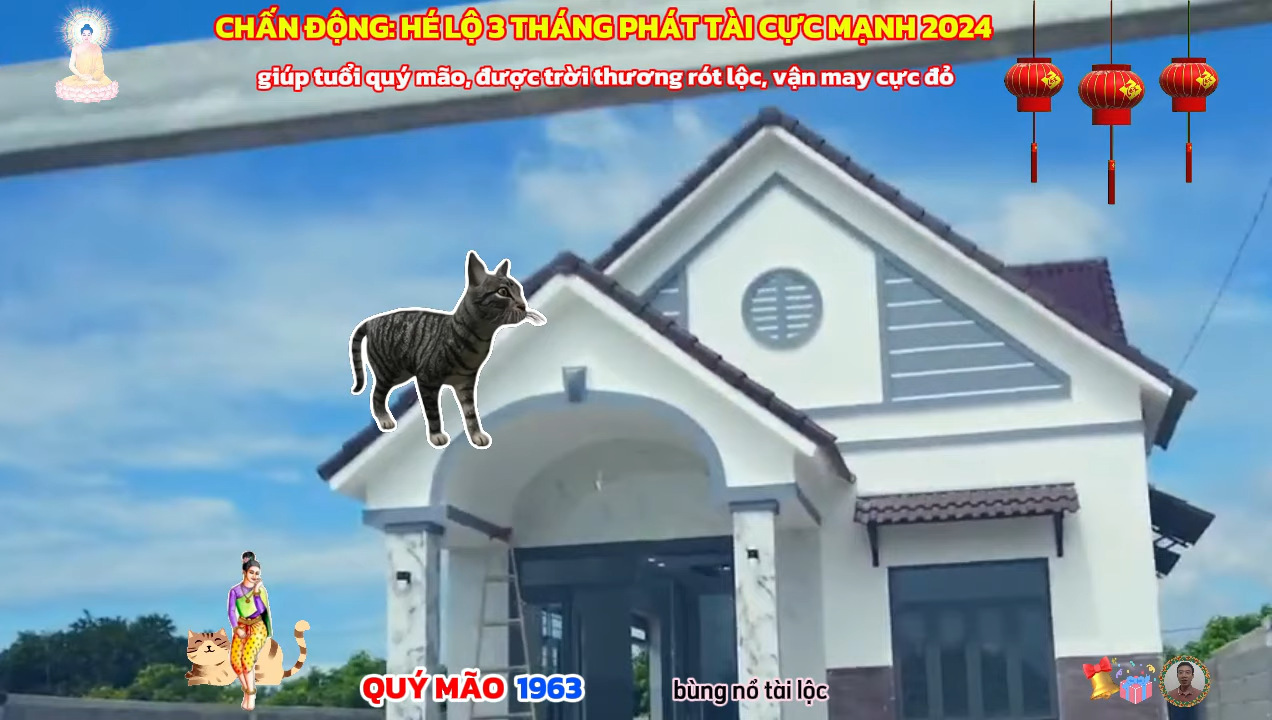 CHẤN ĐỘNG: HÉ LỘ 3 THÁNG PHÁT TÀI CỰC MẠNH 2024
giúp tuổi quý mão, được trời thương rót lộc, vận may cực đỏ
QUÝ MÃO 1963
bùng nổ tài lộc